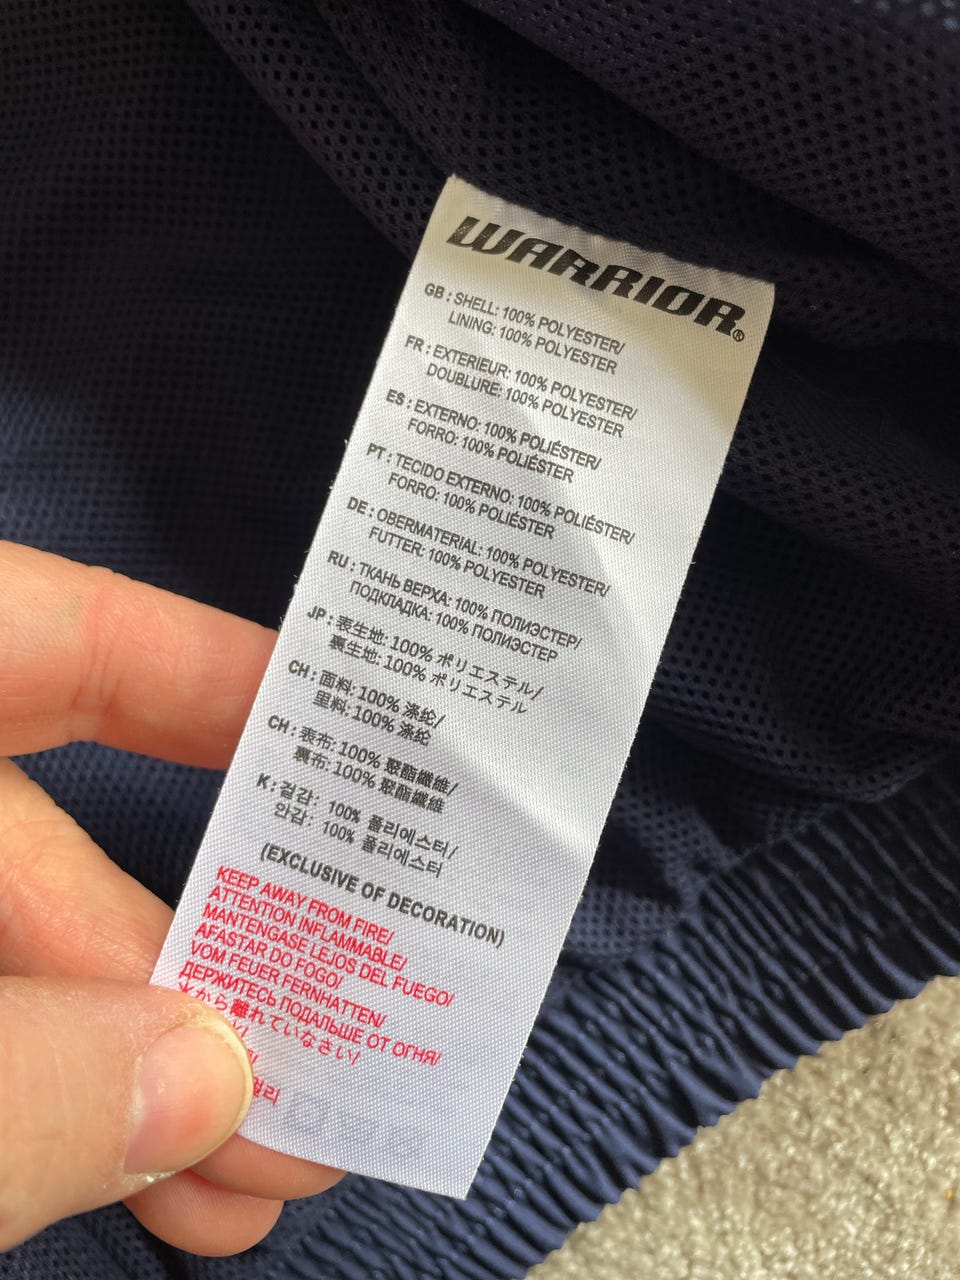 WARRIOR®
GB : SHELL: 100% POLYESTER/
LINING: 100% POLYESTER
FR : EXTERIEUR: 100% POLYESTER/
DOUBLURE: 100% POLYESTER
ES : EXTERNO: 100% POLIÉSTER/
FORRO: 100% POLIÉSTER
PT : TECIDO EXTERNO: 100% POLIÉSTER/
FORRO: 100% POLIÉSTER
DE : OBERMATERIAL: 100% POLYESTER/
FUTTER: 100% POLYESTER
RU : ТКАНЬ ВЕРХА: 100% ПОЛИЭСТЕР/
ПОДКЛАДКА: 100% ПОЛИЭСТЕР
JP : 表生地: 100% ポリエステル/
裏生地: 100% ポリエステル
CH : 面料: 100% 涤纶/
里料: 100% 涤纶
CH : 表布: 100% 聚酯纖維/
裏布: 100% 聚酯纖維
K : 겉감: 100% 폴리에스터/
안감: 100% 폴리에스터
(EXCLUSIVE OF DECORATION)
KEEP AWAY FROM FIRE/
ATTENTION INFLAMMABLE/
MANTENGASE LEJOS DEL FUEGO/
AFASTAR DO FOGO/
VOM FEUER FERNHATTEN/
ДЕРЖИТЕСЬ ПОДАЛЬШЕ ОТ ОГНЯ/
火から離れていなさい/